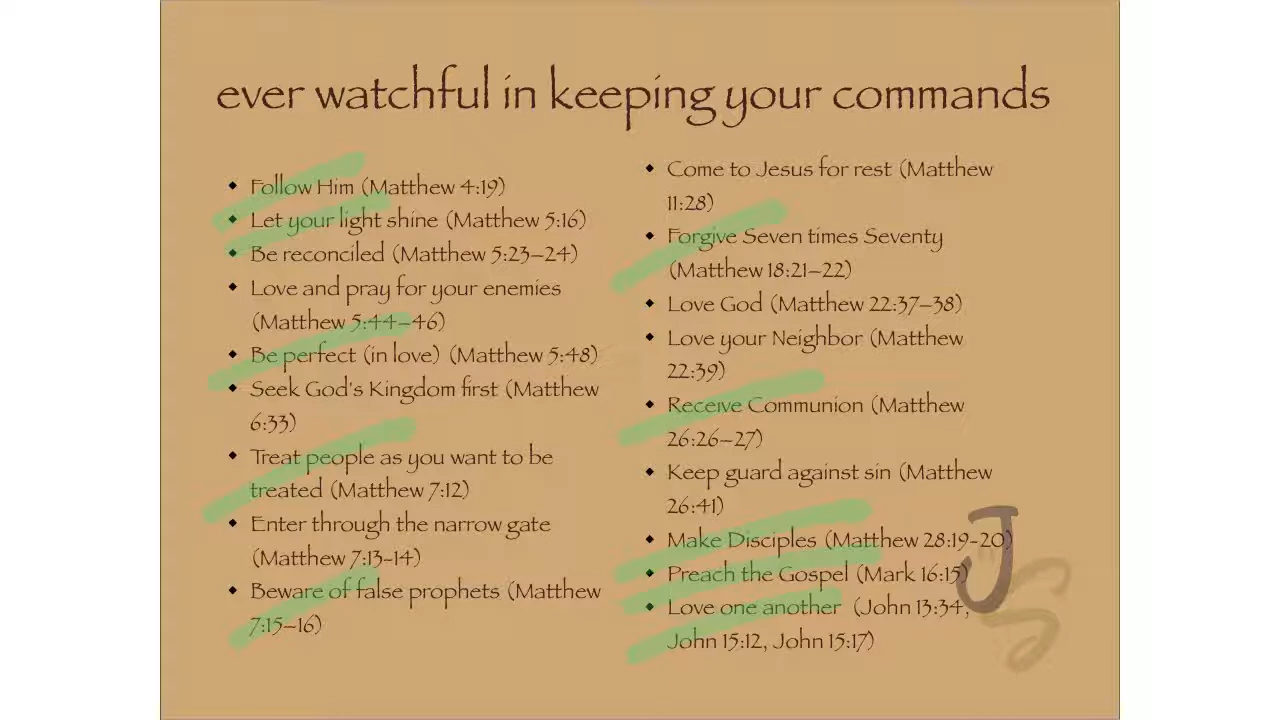 ever watchful in keeping your commands
◆ Follow Him (Matthew 4:19)
◆ Let your light shine (Matthew 5:16)
◆ Be reconciled (Matthew 5:23–24)
◆ Love and pray for your enemies
(Matthew 5:44–46)
◆ Be perfect (in love) (Matthew 5:48)
◆ Seek God's Kingdom first (Matthew
6:33)
◆ Treat people as you want to be
treated (Matthew 7:12)
◆ Enter through the narrow gate
(Matthew 7:13-14)
◆ Beware of false prophets (Matthew
7:15–16)
◆ Come to Jesus for rest (Matthew
11:28)
◆ Forgive Seven times Seventy
(Matthew 18:21–22)
◆ Love God (Matthew 22:37–38)
◆ Love your Neighbor (Matthew
22:39)
◆ Receive Communion (Matthew
26:26–27)
◆ Keep guard against sin (Matthew
26:41)
◆ Make Disciples (Matthew 28:19-20)
◆ Preach the Gospel (Mark 16:15)
◆ Love one another (John 13:34,
John 15:12, John 15:17)
JS